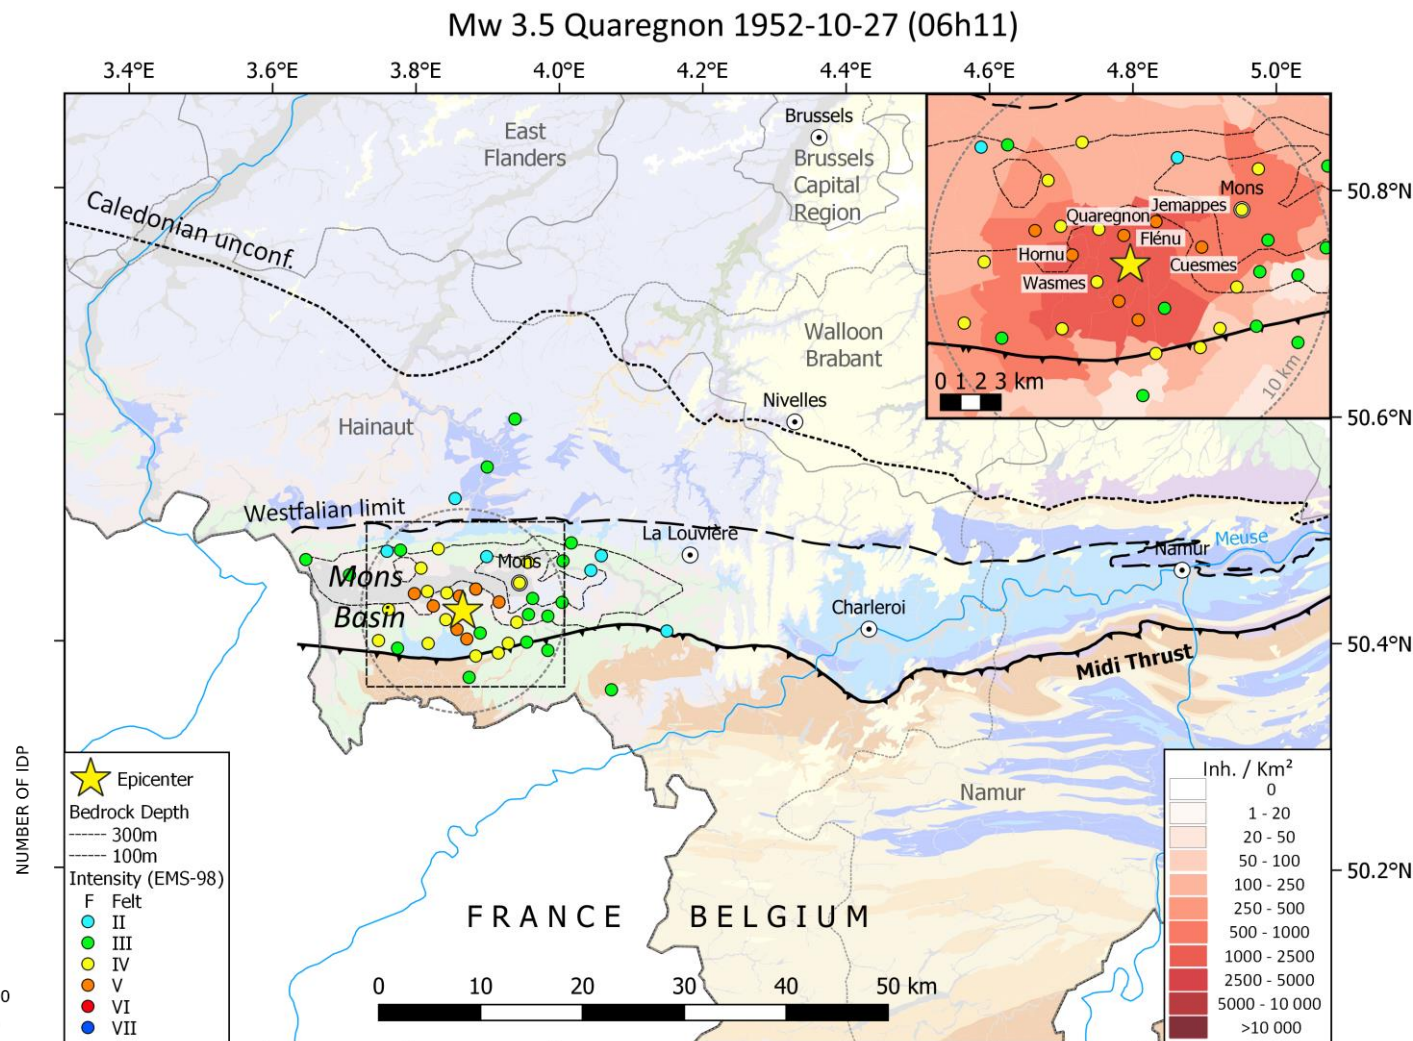 Mw 3.5 Quaregnon 1952-10-27 (06h11)
3.4°E 3.6°E 3.8°E 4.0°E 4.2°E 4.4°E 4.6°E 4.8°E 5.0°E
Brussels
East
Flanders
Brussels
Capital
Region
Caledonian unconf.
50.8°N
Mons
Jemappes
Quaregnon
Flénu
Hornu
Cuesmes
Wasmes
0 1 2 3 km
10 km
Walloon
Brabant
Nivelles
Hainaut
50.6°N
Westfalian limit
La Louvière
Meuse
Namur
Mons
Mons
Basin
Charleroi
50.4°N
Midi Thrust
NUMBER OF IDP
Epicenter
Bedrock Depth
300m
100m
Intensity (EMS-98)
F Felt
II
III
IV
V
VI
VII
0
Namur
FRANCE BELGIUM
0 10 20 30 40 50 km
50.2°N
Inh. / Km²
0
1 - 20
20 - 50
50 - 100
100 - 250
250 - 500
500 - 1000
1000 - 2500
2500 - 5000
5000 - 10 000
>10 000